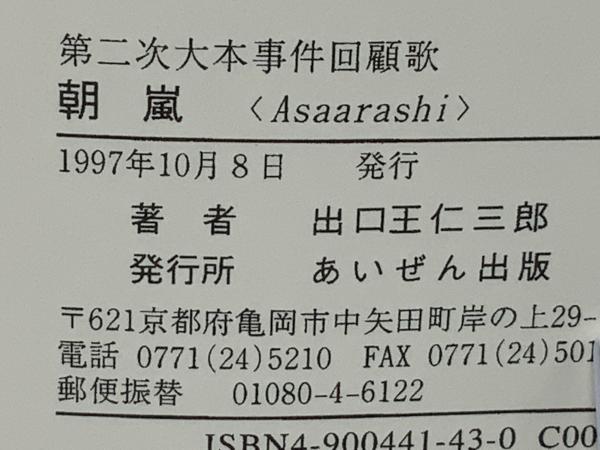 第二次大本事件回顧歌
朝嵐 〈Asaarashi〉
1997年10月8日 発行
著者 出口王仁三郎
発行所 あいぜん出版
〒621京都府亀岡市中矢田町岸の上29-
電話 0771(24)5210 FAX 0771(24)501
郵便振替 01080-4-6122
ISBN4-900441-43-0 C00